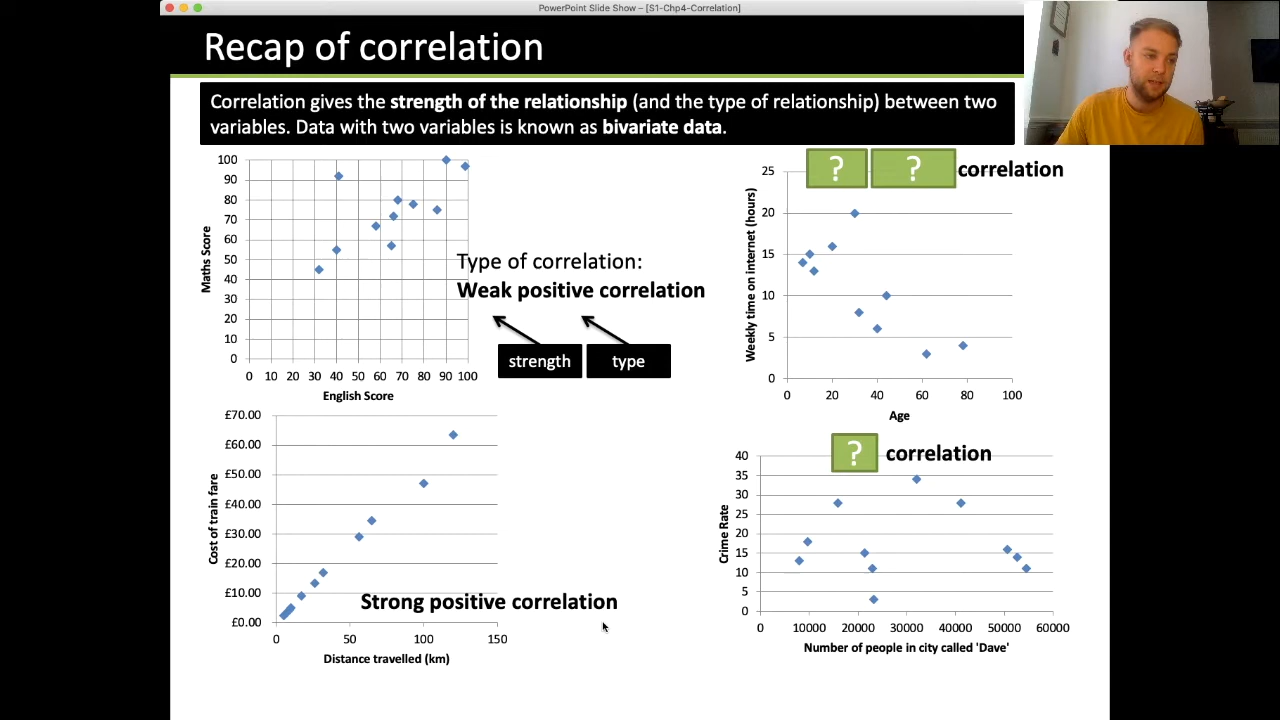 PowerPoint Slide Show – [S1-Chp4-Correlation]
Recap of correlation
Correlation gives the strength of the relationship (and the type of relationship) between two
variables. Data with two variables is known as bivariate data.
100
90
80
70
60
50
40
30
20
10
0
Maths Score
0 10 20 30 40 50 60 70 80 90 100
English Score
Type of correlation:
Weak positive correlation
strength
type
? ? correlation
25
20
15
10
5
0
Weekly time on internet (hours)
0 20 40 60 80 100
Age
£70.00
£60.00
£50.00
£40.00
£30.00
£20.00
£10.00
£0.00
Cost of train fare
0 50 100 150
Distance travelled (km)
Strong positive correlation
? correlation
40
35
30
25
20
15
10
5
0
Crime Rate
0 10000 20000 30000 40000 50000 60000
Number of people in city called 'Dave'